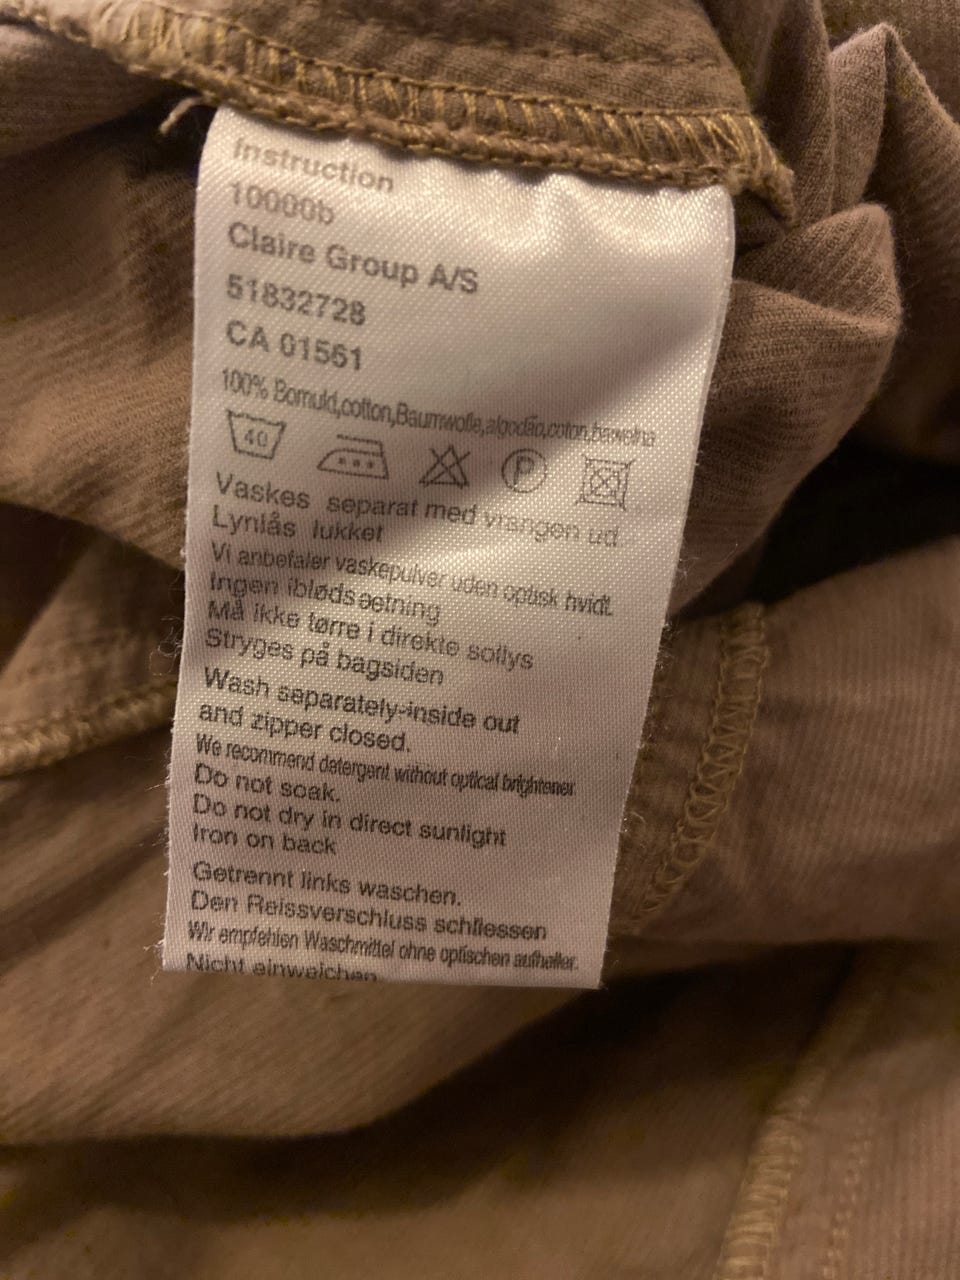 Instruction
10000b
Claire Group A/S
51832728
CA 01561
100% Bomuld,cotton,Baumwolle,algodão,coton,bawelna
40
P
Vaskes separat med vrangen ud
Lynlås lukket
Vi anbefaler vaskepulver uden optisk hvidt.
Ingen iblødsætning
Må ikke tørre i direkte sollys
Stryges på bagsiden
Wash separately-inside out
and zipper closed.
We recommend detergent without optical brightener
Do not soak.
Do not dry in direct sunlight
Iron on back
Getrennt links waschen.
Den Reissverschluss schliessen
Wir empfehlen Waschmittel ohne optischen aufheller.
Nicht einweichen